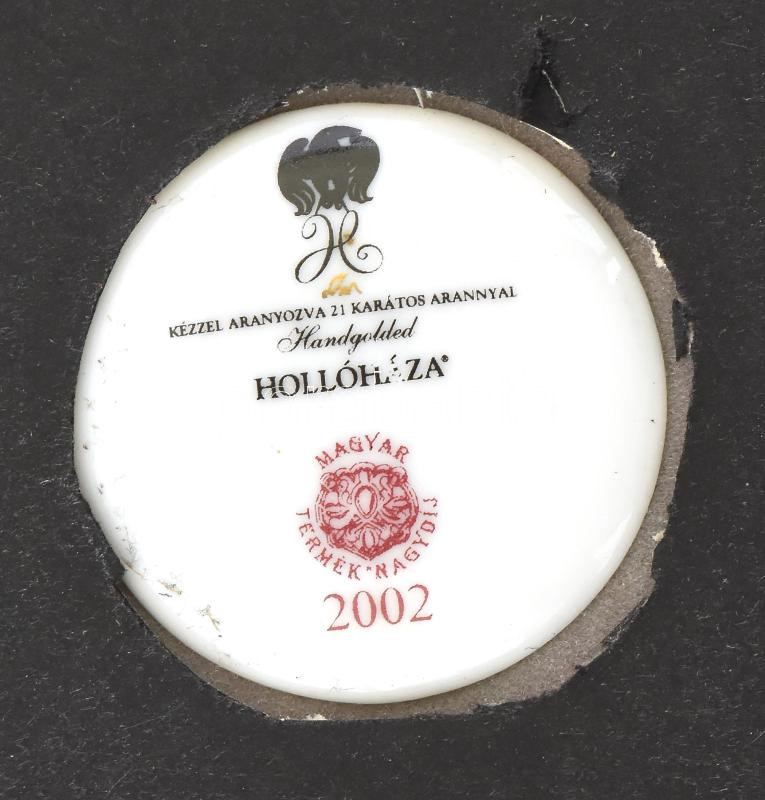 H
KÉZZEL ARANYOZVA 21 KARÁTOS ARANNYAL
Handgolded
HOLLÓHÁZA®
MAGYAR
TERMÉK * NAGYDÍJ
2002